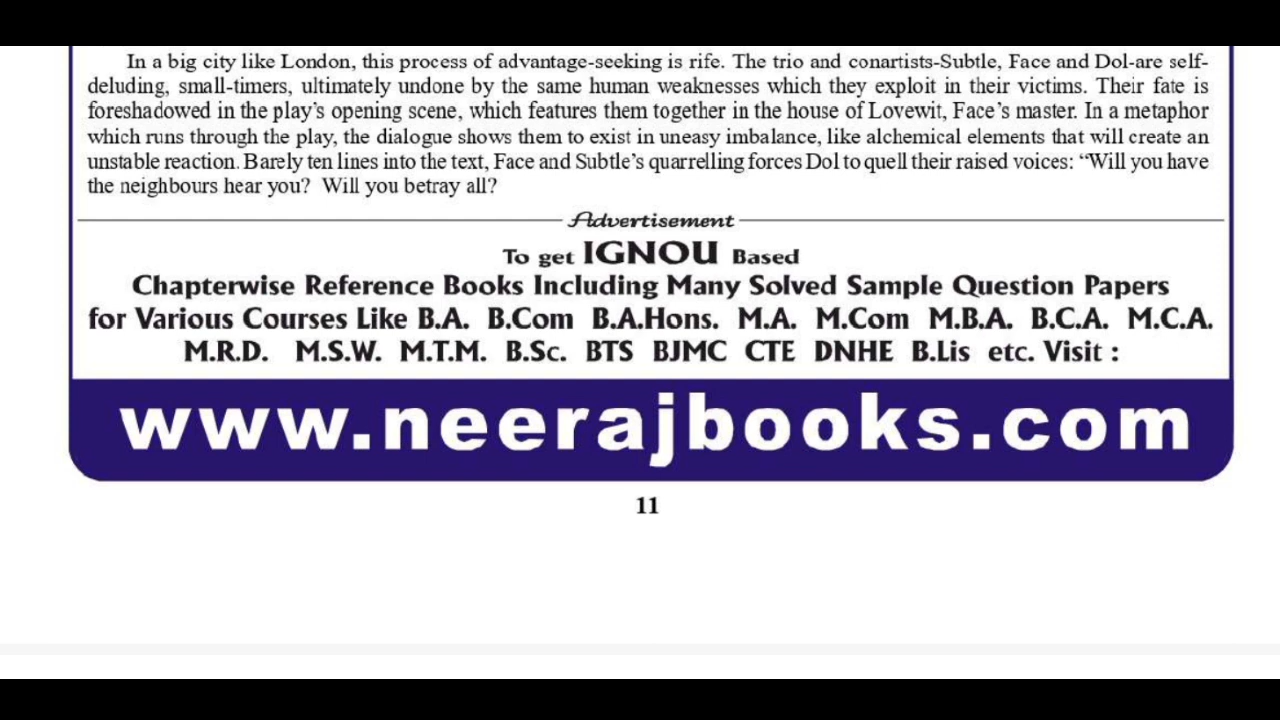 In a big city like London, this process of advantage-seeking is rife. The trio and conartists-Subtle, Face and Dol-are self-
deluding, small-timers, ultimately undone by the same human weaknesses which they exploit in their victims. Their fate is
foreshadowed in the play's opening scene, which features them together in the house of Lovewit, Face's master. In a metaphor
which runs through the play, the dialogue shows them to exist in uneasy imbalance, like alchemical elements that will create an
unstable reaction. Barely ten lines into the text, Face and Subtle's quarrelling forces Dol to quell their raised voices: “Will you have
the neighbours hear you? Will you betray all?
Advertisement
To get IGNOU Based
Chapterwise Reference Books Including Many Solved Sample Question Papers
for Various Courses Like B.A. B.Com B.A.Hons. M.A. M.Com M.B.A. B.C.A. M.C.A.
M.R.D. M.S.W. M.T.M. B.Sc. BTS BJMC CTE DNHE B.Lis etc. Visit :
www.neerajbooks.com
11